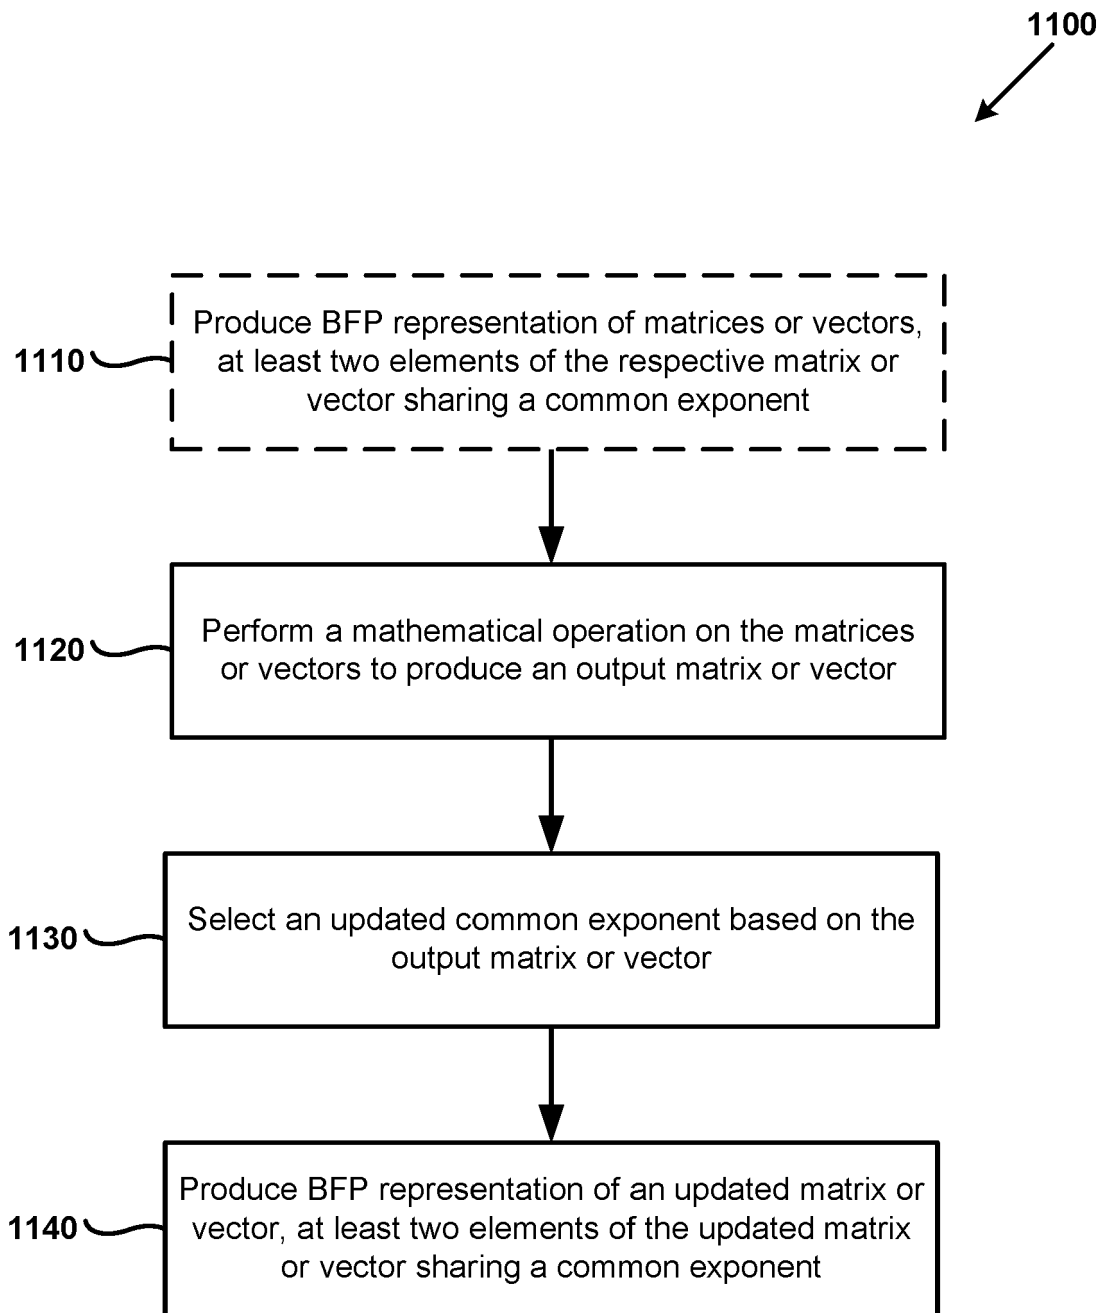 1100
Produce BFP representation of matrices or vectors,
at least two elements of the respective matrix or
vector sharing a common exponent
1110
Perform a mathematical operation on the matrices
or vectors to produce an output matrix or vector
1120
Select an updated common exponent based on the
output matrix or vector
1130
Produce BFP representation of an updated matrix or
vector, at least two elements of the updated matrix
or vector sharing a common exponent
1140